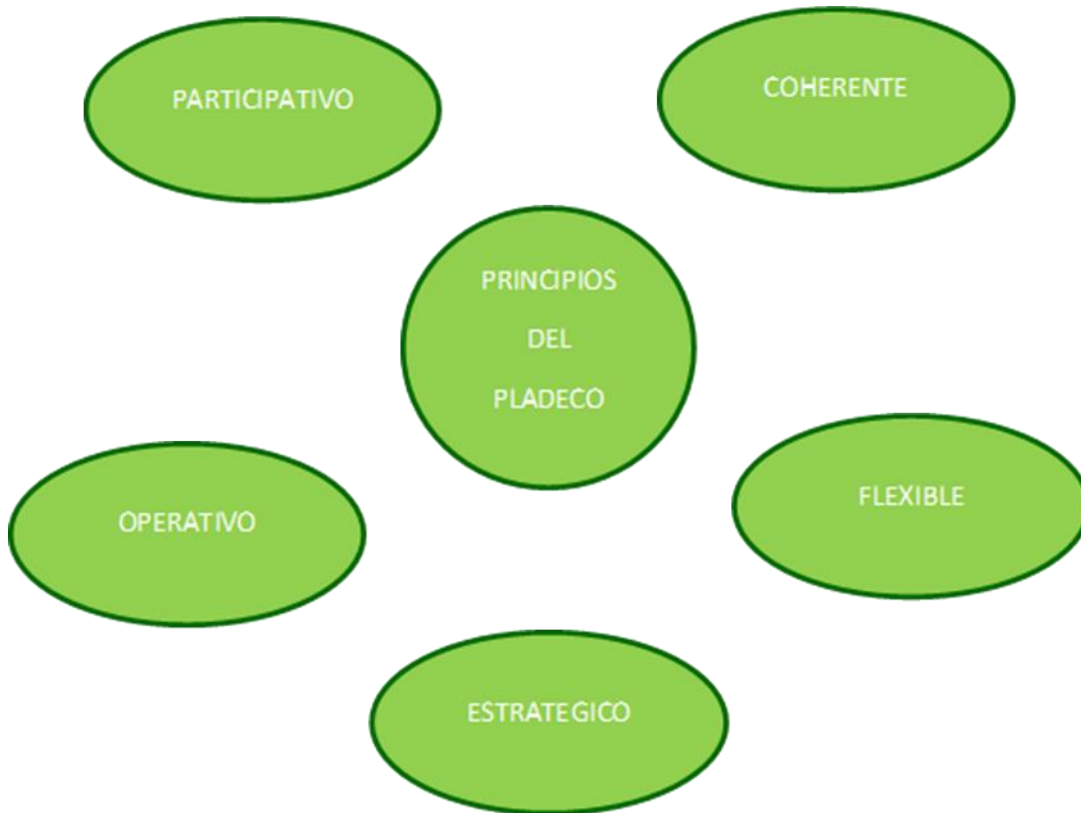 PARTICIPATIVO
COHERENTE
PRINCIPIOS
DEL
PLADECO
OPERATIVO
FLEXIBLE
ESTRATEGICO